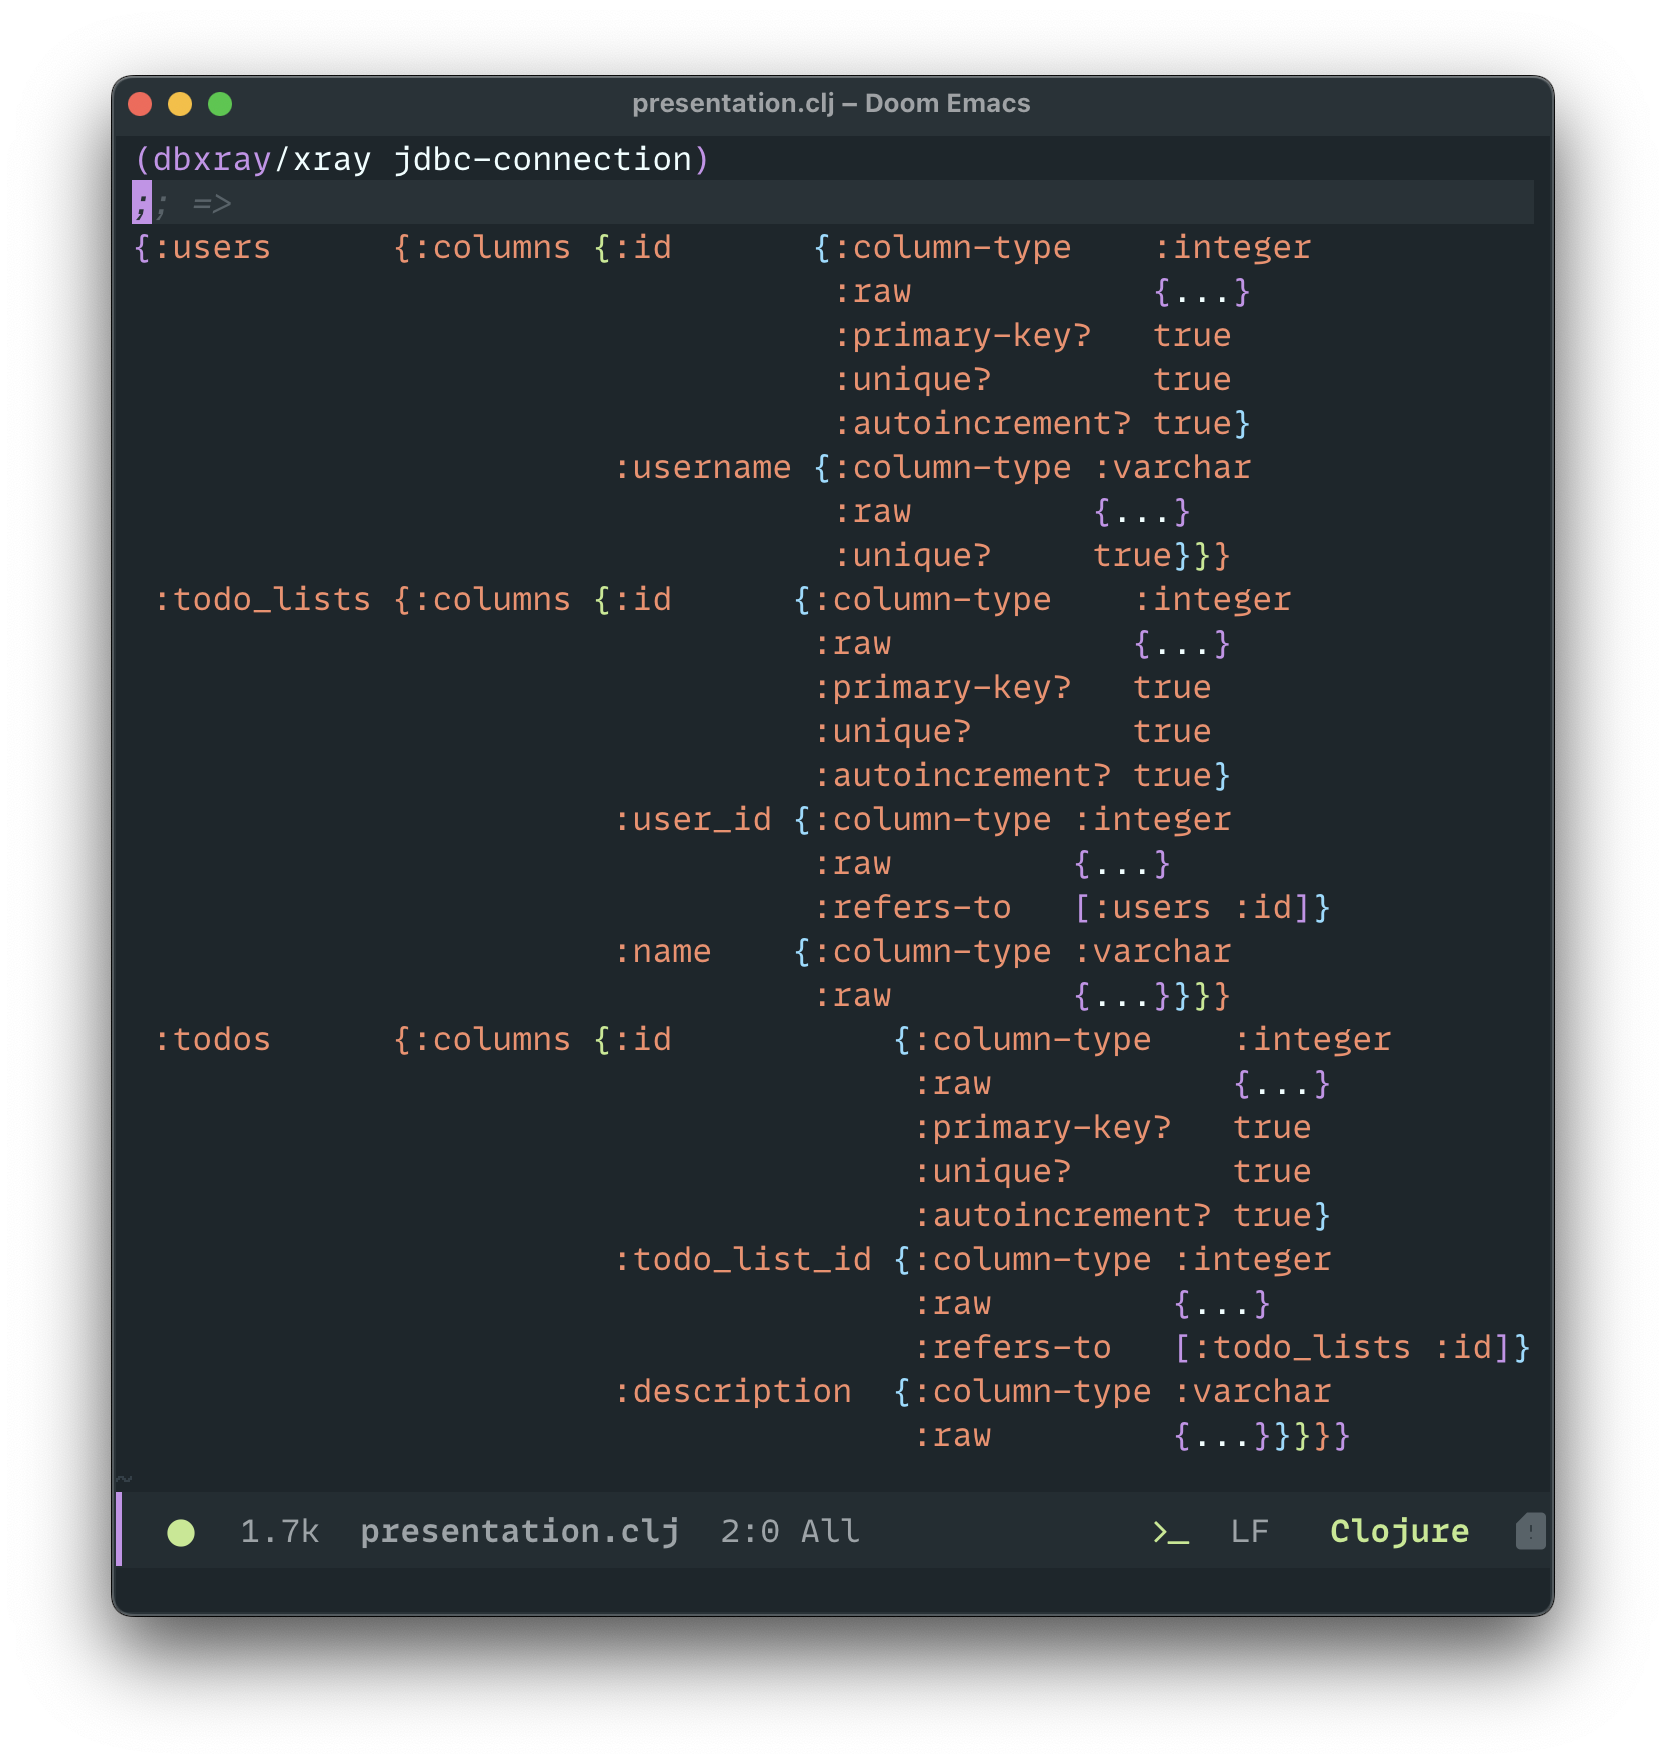 presentation.clj – Doom Emacs
(dbxray/xray jdbc-connection)
;; =>
{:users      {:columns {:id       {:column-type    :integer
                                   :raw            {...}
                                   :primary-key?   true
                                   :unique?        true
                                   :autoincrement? true}
                        :username {:column-type :varchar
                                   :raw         {...}
                                   :unique?     true}}}
 :todo_lists {:columns {:id      {:column-type    :integer
                                  :raw            {...}
                                  :primary-key?   true
                                  :unique?        true
                                  :autoincrement? true}
                        :user_id {:column-type :integer
                                  :raw         {...}
                                  :refers-to   [:users :id]}
                        :name    {:column-type :varchar
                                  :raw         {...}}}}
 :todos      {:columns {:id           {:column-type    :integer
                                       :raw            {...}
                                       :primary-key?   true
                                       :unique?        true
                                       :autoincrement? true}
                        :todo_list_id {:column-type :integer
                                       :raw         {...}
                                       :refers-to   [:todo_lists :id]}
                        :description  {:column-type :varchar
                                       :raw         {...}}}}}
~
1.7k presentation.clj 2:0 All >_ LF Clojure